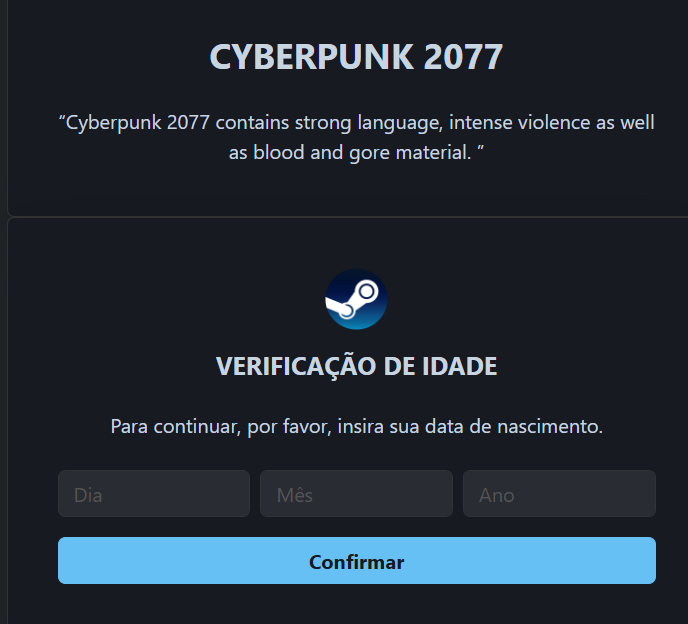 CYBERPUNK 2077
“Cyberpunk 2077 contains strong language, intense violence as well
as blood and gore material. ”
VERIFICAÇÃO DE IDADE
Para continuar, por favor, insira sua data de nascimento.
Dia
Mês
Ano
Confirmar